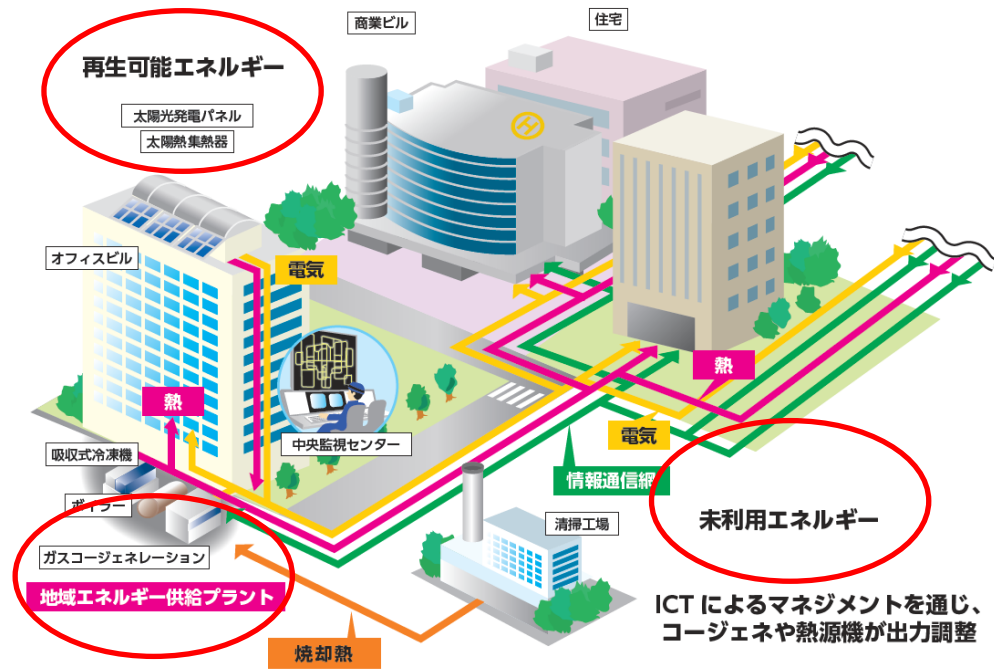 商業ビル
住宅
再生可能エネルギー
太陽光発電パネル
太陽熱集熱器
H
オフィスビル
電気
熱
熱
中央監視センター
電気
吸収式冷凍機
情報通信網
ボイラー
清掃工場
未利用エネルギー
ガスコージェネレーション
地域エネルギー供給プラント
ICTによるマネジメントを通じ、
コージェネや熱源機が出力調整
焼却熱